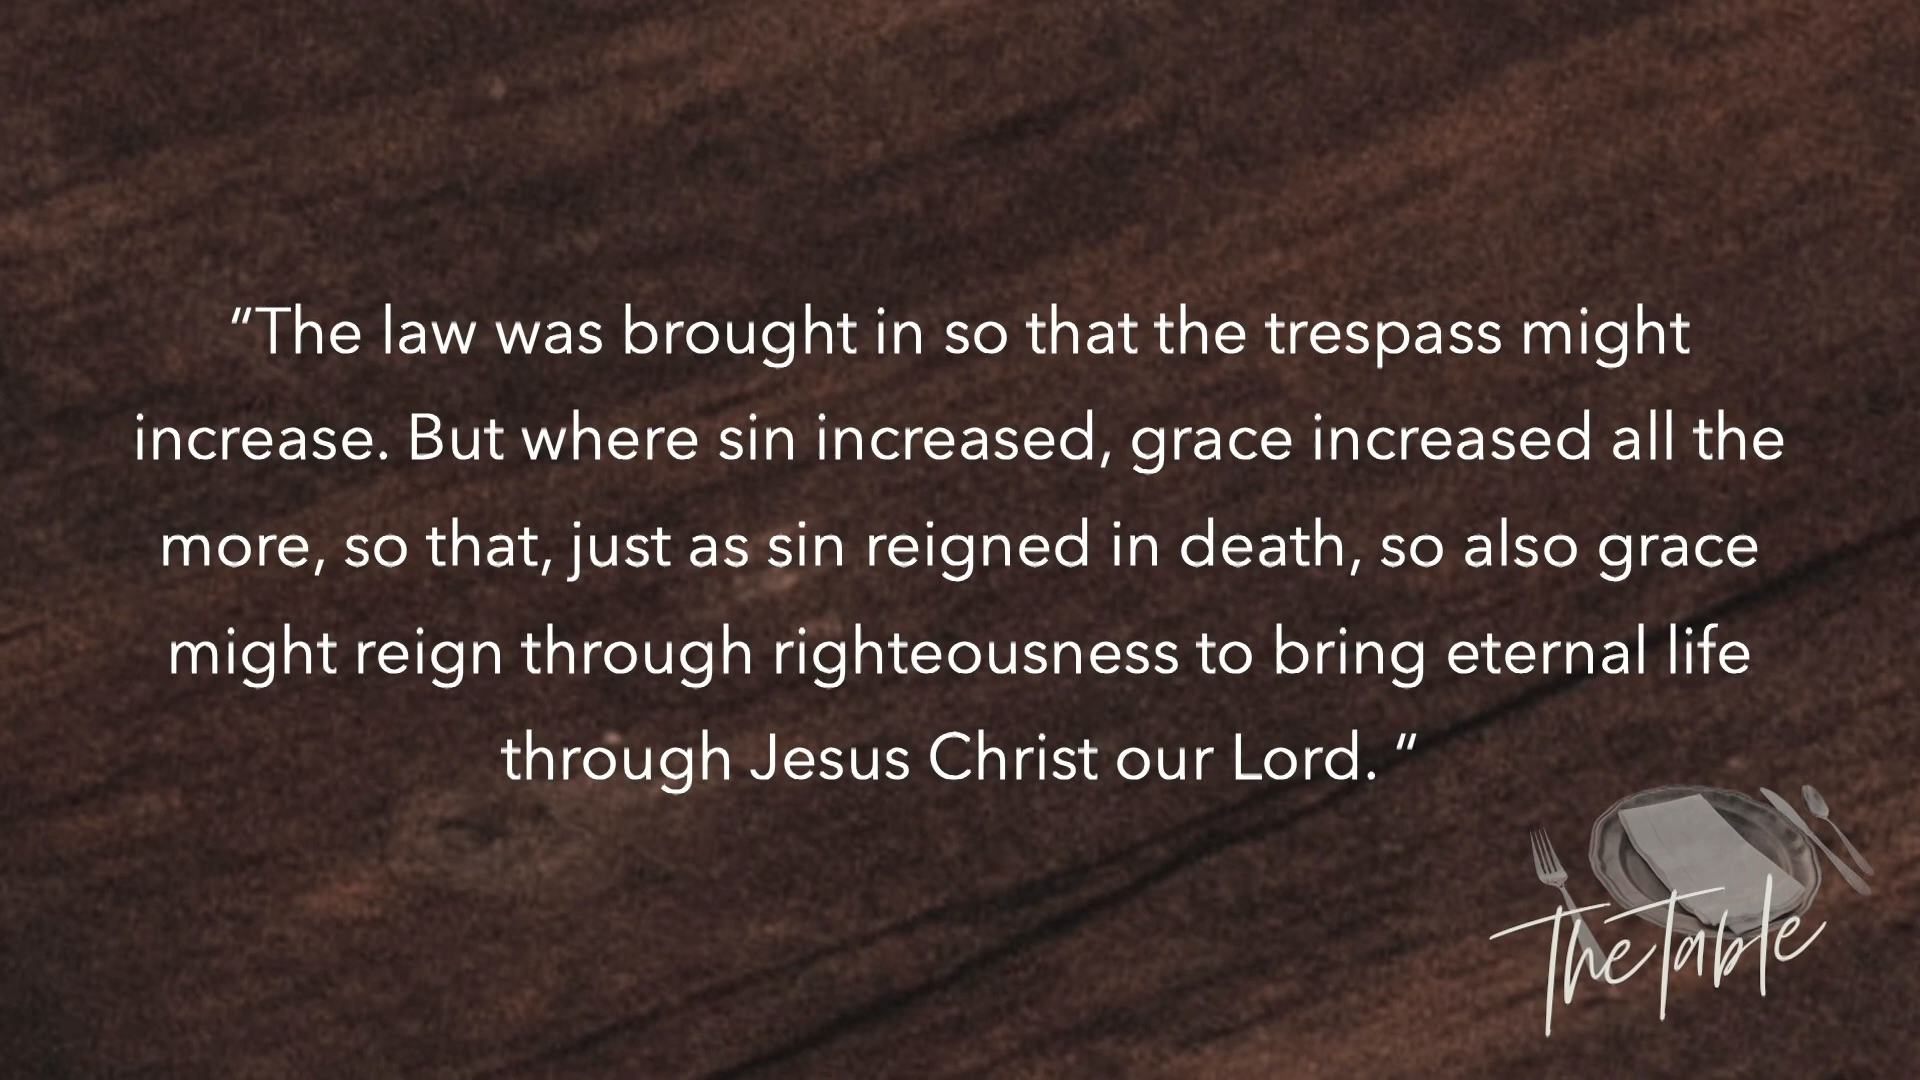 “The law was brought in so that the trespass might
increase. But where sin increased, grace increased all the
more, so that, just as sin reigned in death, so also grace
might reign through righteousness to bring eternal life
through Jesus Christ our Lord. “
The Table